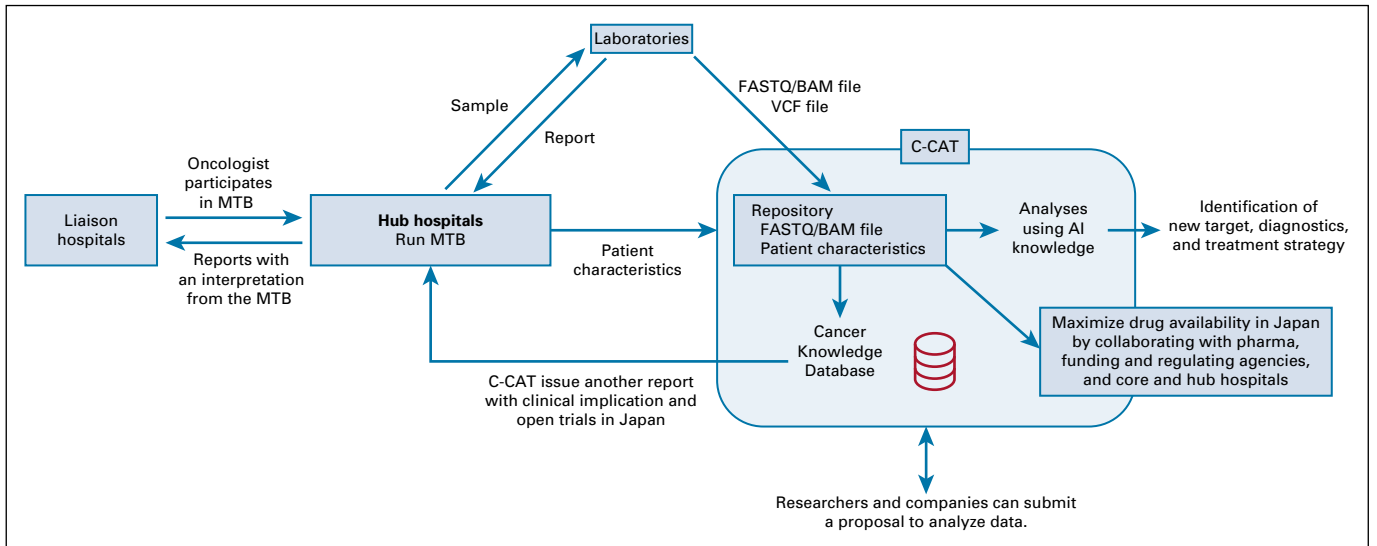 Laboratories
Sample
Report
FASTQ/BAM file
VCF file
C-CAT
Oncologist
participates
in MTB
Liaison
hospitals
Reports with
an interpretation
from the MTB
Hub hospitals
Run MTB
Patient
characteristics
Repository
FASTQ/BAM file
Patient characteristics
Analyses
using AI
knowledge
Identification of
new target, diagnostics,
and treatment strategy
Cancer
Knowledge
Database
Maximize drug availability in Japan
by collaborating with pharma,
funding and regulating agencies,
and core and hub hospitals
C-CAT issue another report
with clinical implication and
open trials in Japan
Researchers and companies can submit
a proposal to analyze data.